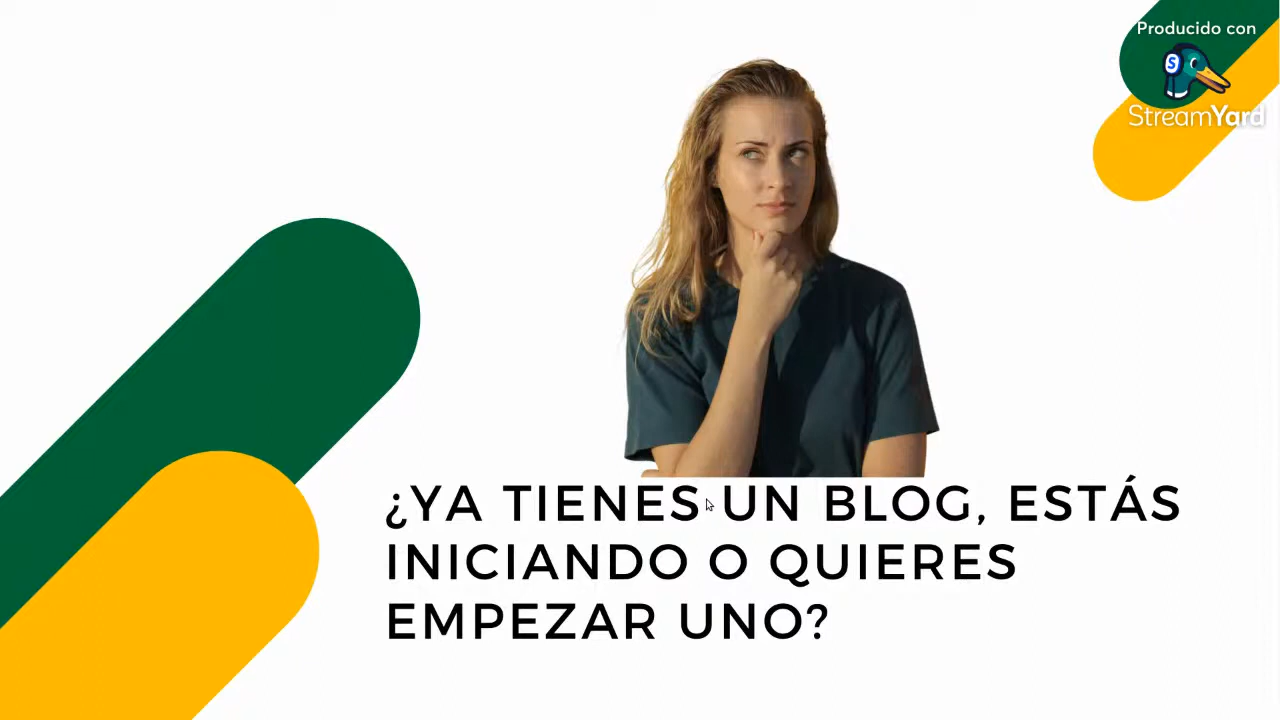 Producido con
S
StreamYard
¿YA TIENES UN BLOG, ESTÁS
INICIANDO O QUIERES
EMPEZAR UNO?